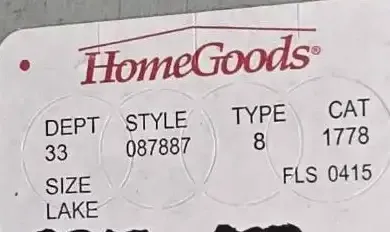 HomeGoods®
DEPT STYLE TYPE CAT
33 087887 8 1778
SIZE FLS 0415
LAKE